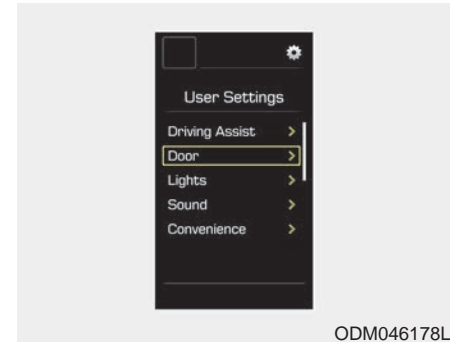 User Settings
Driving Assist >
Door >
Lights >
Sound >
Convenience >
ODM046178L